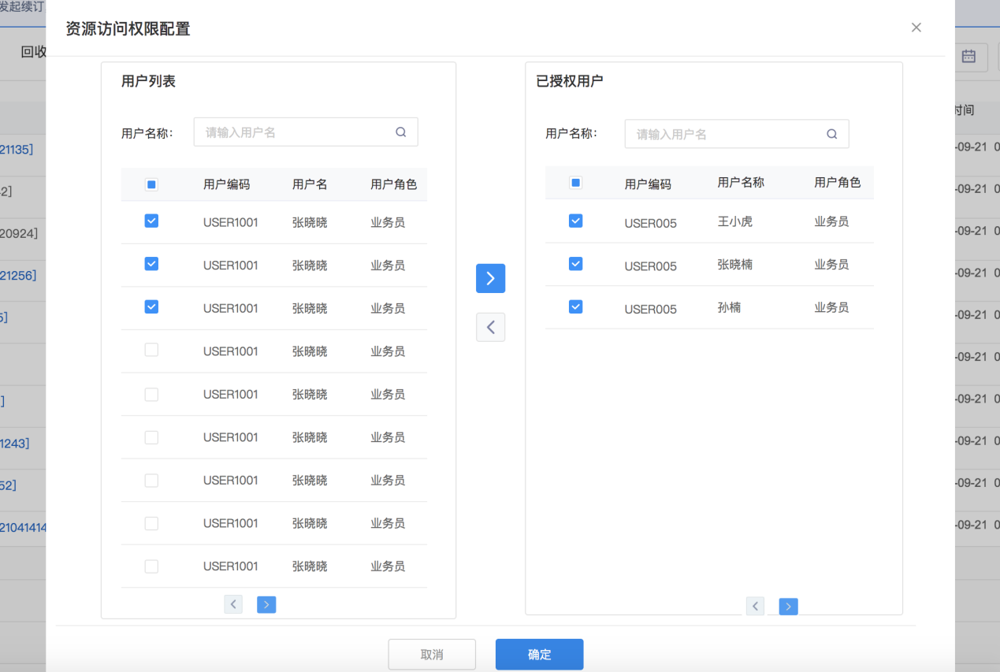 发起续订
资源访问权限配置
回收
时间
用户列表
已授权用户
用户名称：
请输入用户名
用户名称：
请输入用户名
用户编码 用户名 用户角色
USER1001 张晓晓 业务员
USER1001 张晓晓 业务员
USER1001 张晓晓 业务员
USER1001 张晓晓 业务员
USER1001 张晓晓 业务员
USER1001 张晓晓 业务员
USER1001 张晓晓 业务员
USER1001 张晓晓 业务员
USER1001 张晓晓 业务员
用户编码 用户名称 用户角色
USER005 王小虎 业务员
USER005 张晓楠 业务员
USER005 孙楠 业务员
取消
确定
21135]
2]
20924]
21256]
5]
]
1243]
52]
21041414
-09-21 0
-09-21 0
-09-21 0
-09-21 0
-09-21 0
-09-21 0
-09-21 0
-09-21 0
-09-21 0
-09-21 0